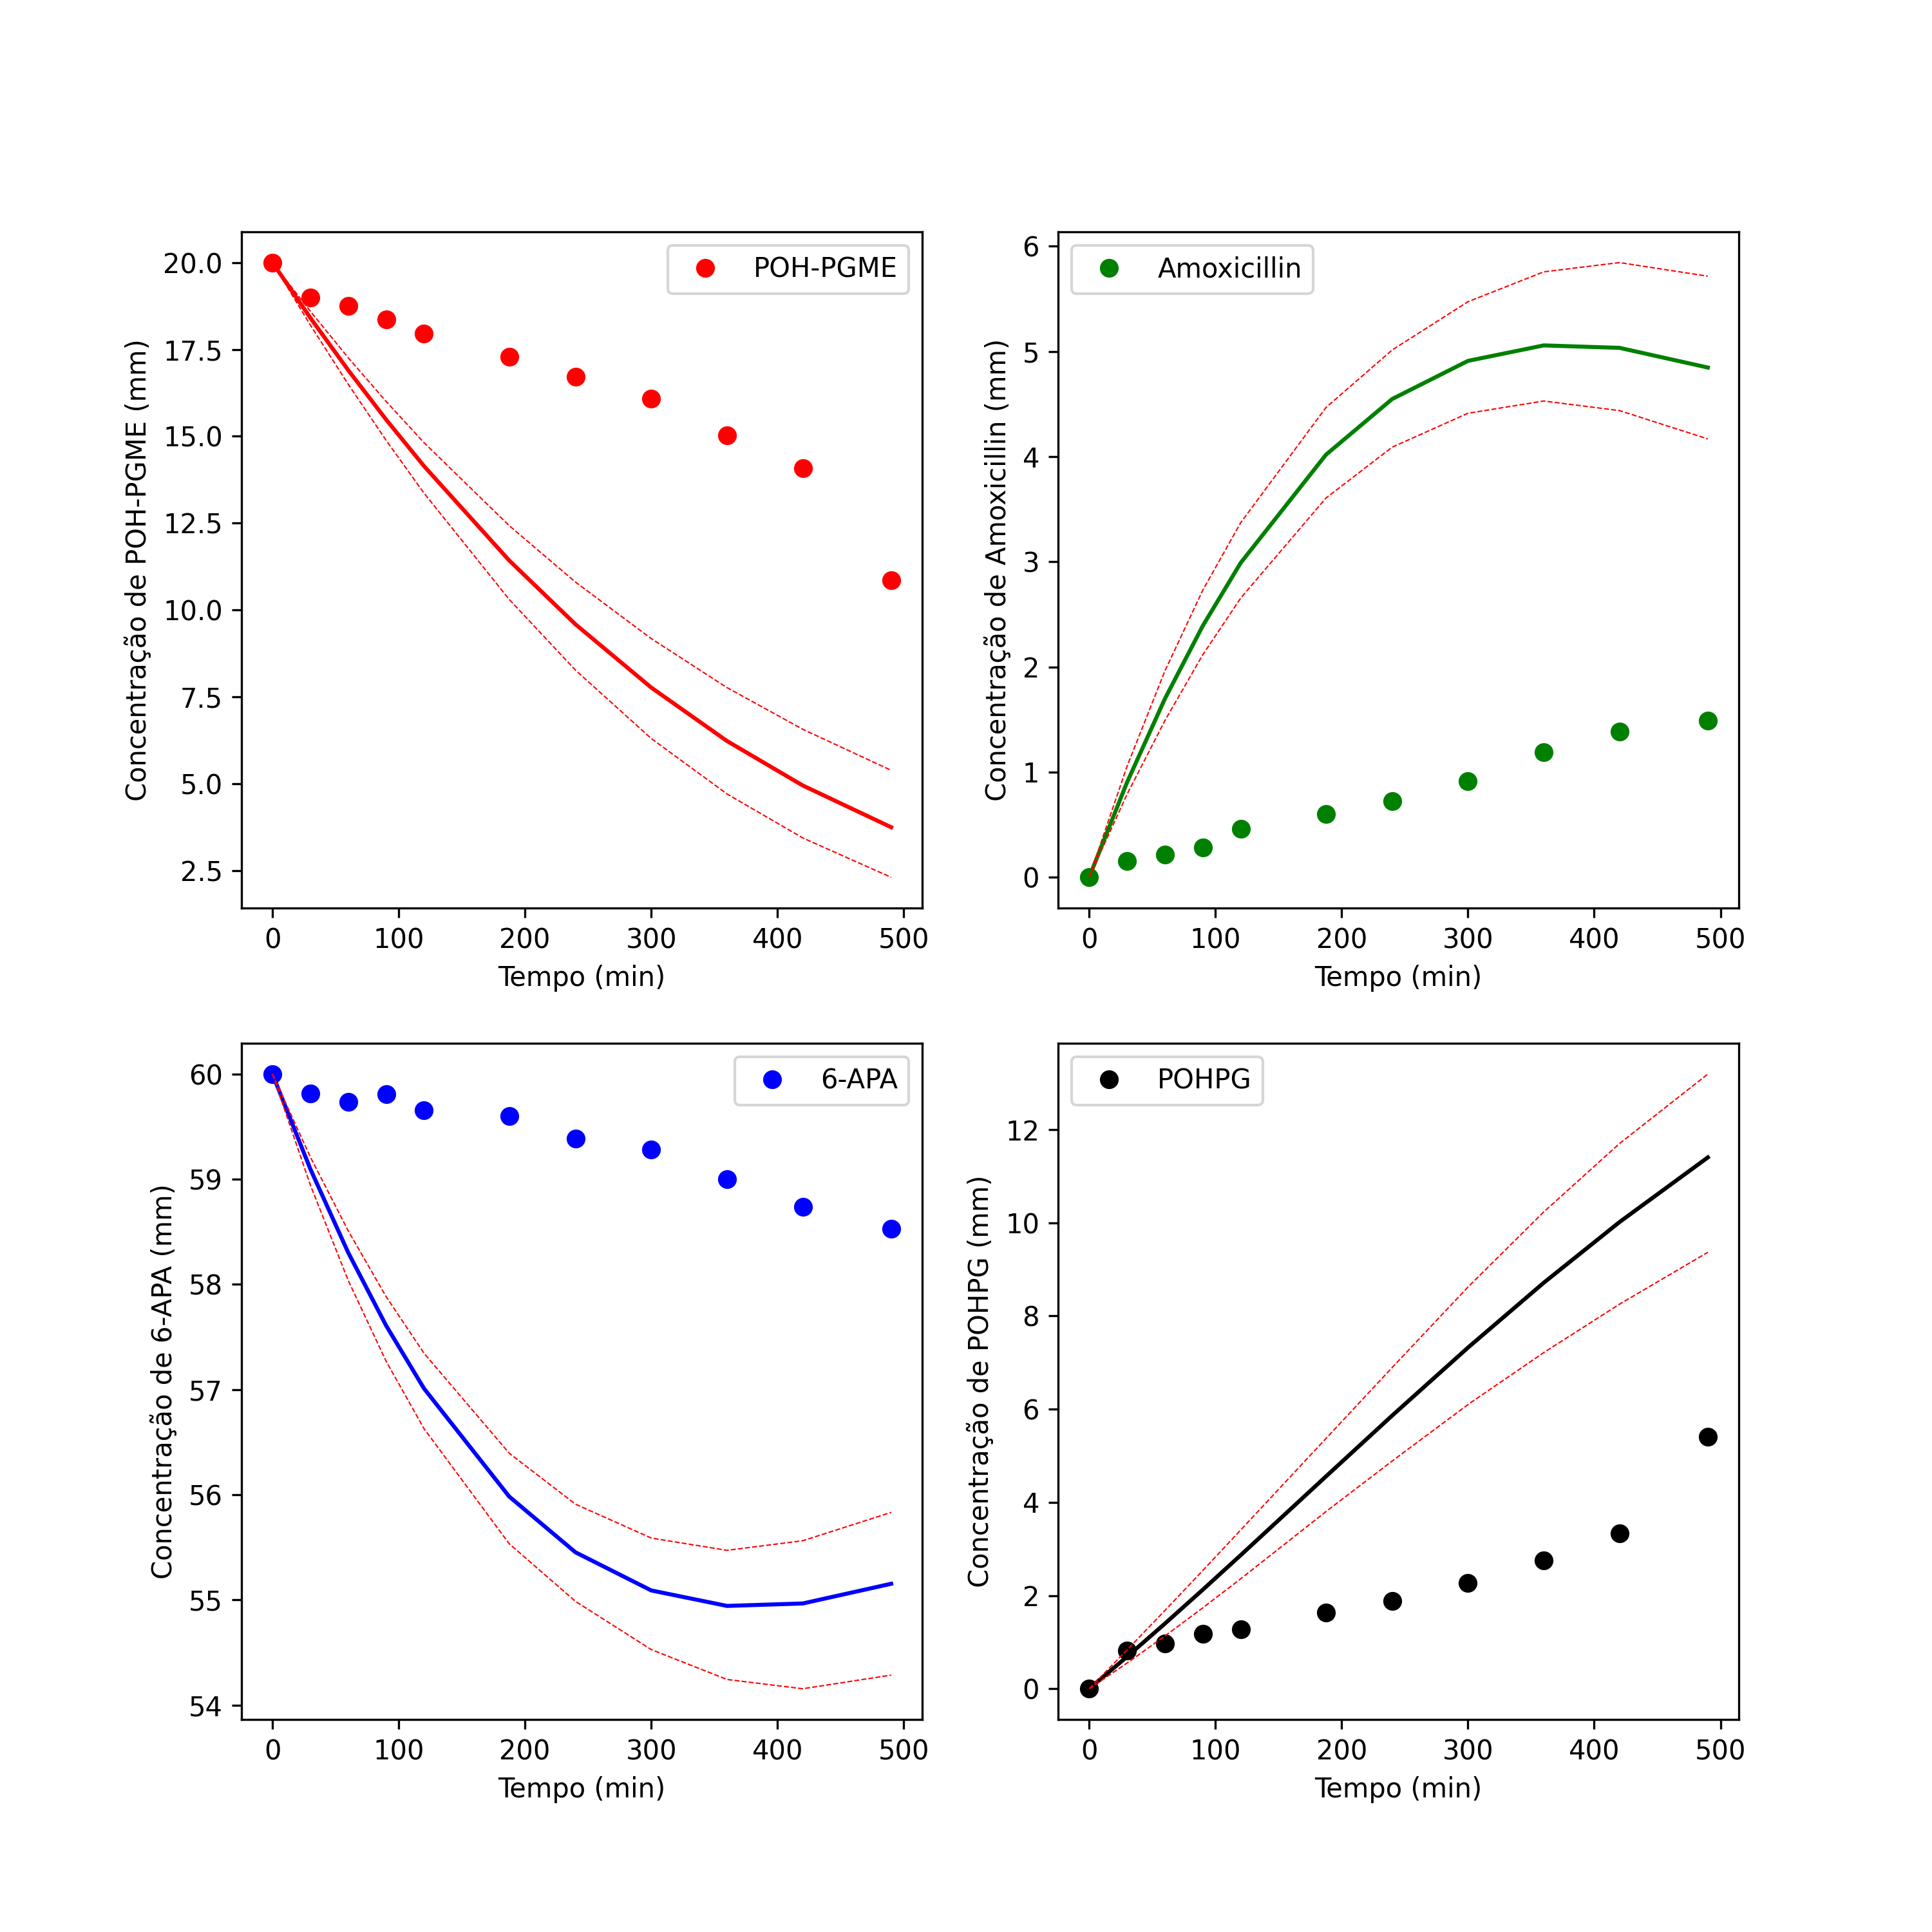 POH-PGME
20.0
17.5
15.0
12.5
10.0
7.5
5.0
2.5
Concentração de POH-PGME (mm)
0 100 200 300 400 500
Tempo (min)
Amoxicillin
6
5
4
3
2
1
0
Concentração de Amoxicillin (mm)
0 100 200 300 400 500
Tempo (min)
6-APA
60
59
58
57
56
55
54
Concentração de 6-APA (mm)
0 100 200 300 400 500
Tempo (min)
POHPG
12
10
8
6
4
2
0
Concentração de POHPG (mm)
0 100 200 300 400 500
Tempo (min)